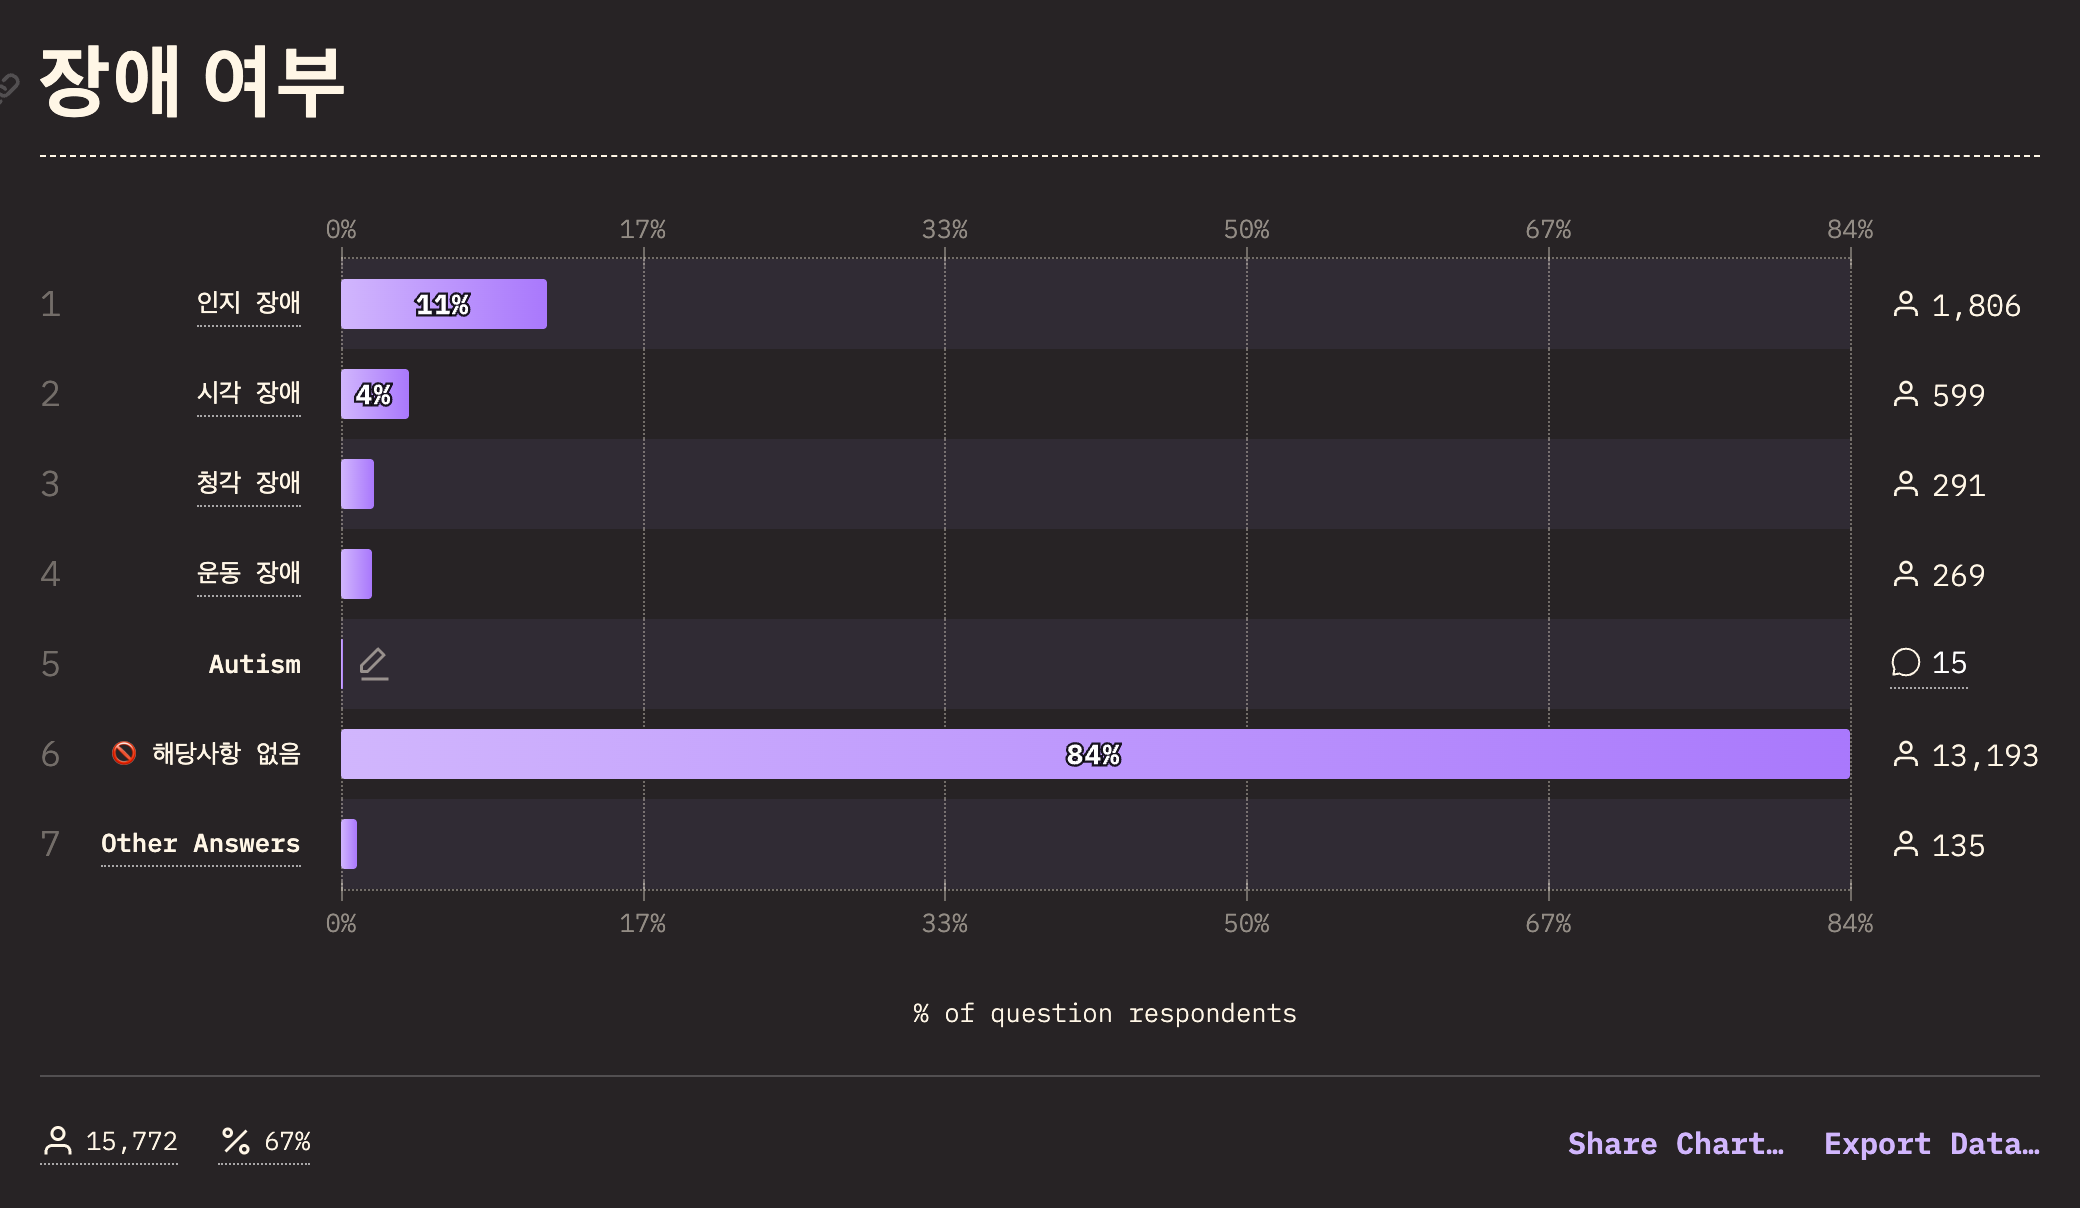 장애 여부
0% 17% 33% 50% 67% 84%
1 인지 장애 11% 1,806
2 시각 장애 4% 599
3 청각 장애 291
4 운동 장애 269
5 Autism 15
6 해당사항 없음 84% 13,193
7 Other Answers 135
0% 17% 33% 50% 67% 84%
% of question respondents
15,772 67% Share Chart… Export Data…